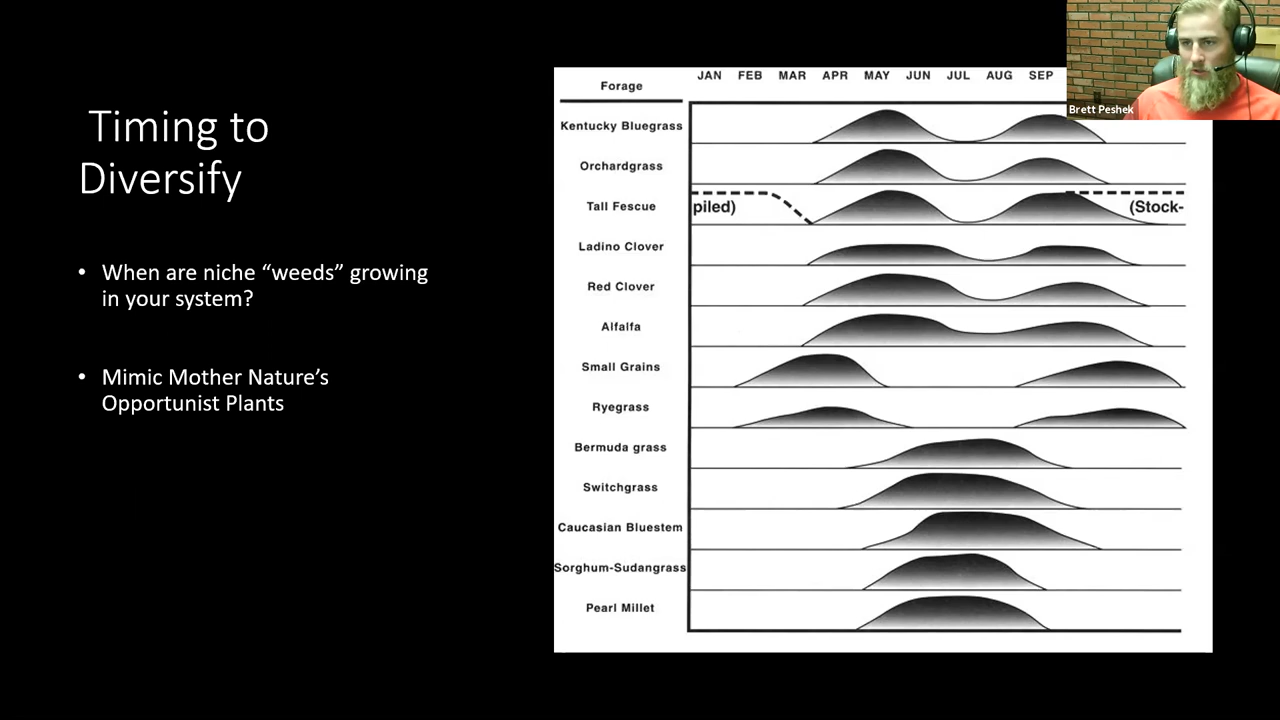 Timing to
Diversify
• When are niche “weeds” growing
in your system?
• Mimic Mother Nature’s
Opportunist Plants
Forage
JAN FEB MAR APR MAY JUN JUL AUG SEP
Kentucky Bluegrass
Orchardgrass
Tall Fescue
piled)
(Stock-
Ladino Clover
Red Clover
Alfalfa
Small Grains
Ryegrass
Bermuda grass
Switchgrass
Caucasian Bluestem
Sorghum-Sudangrass
Pearl Millet
Brett Peshek